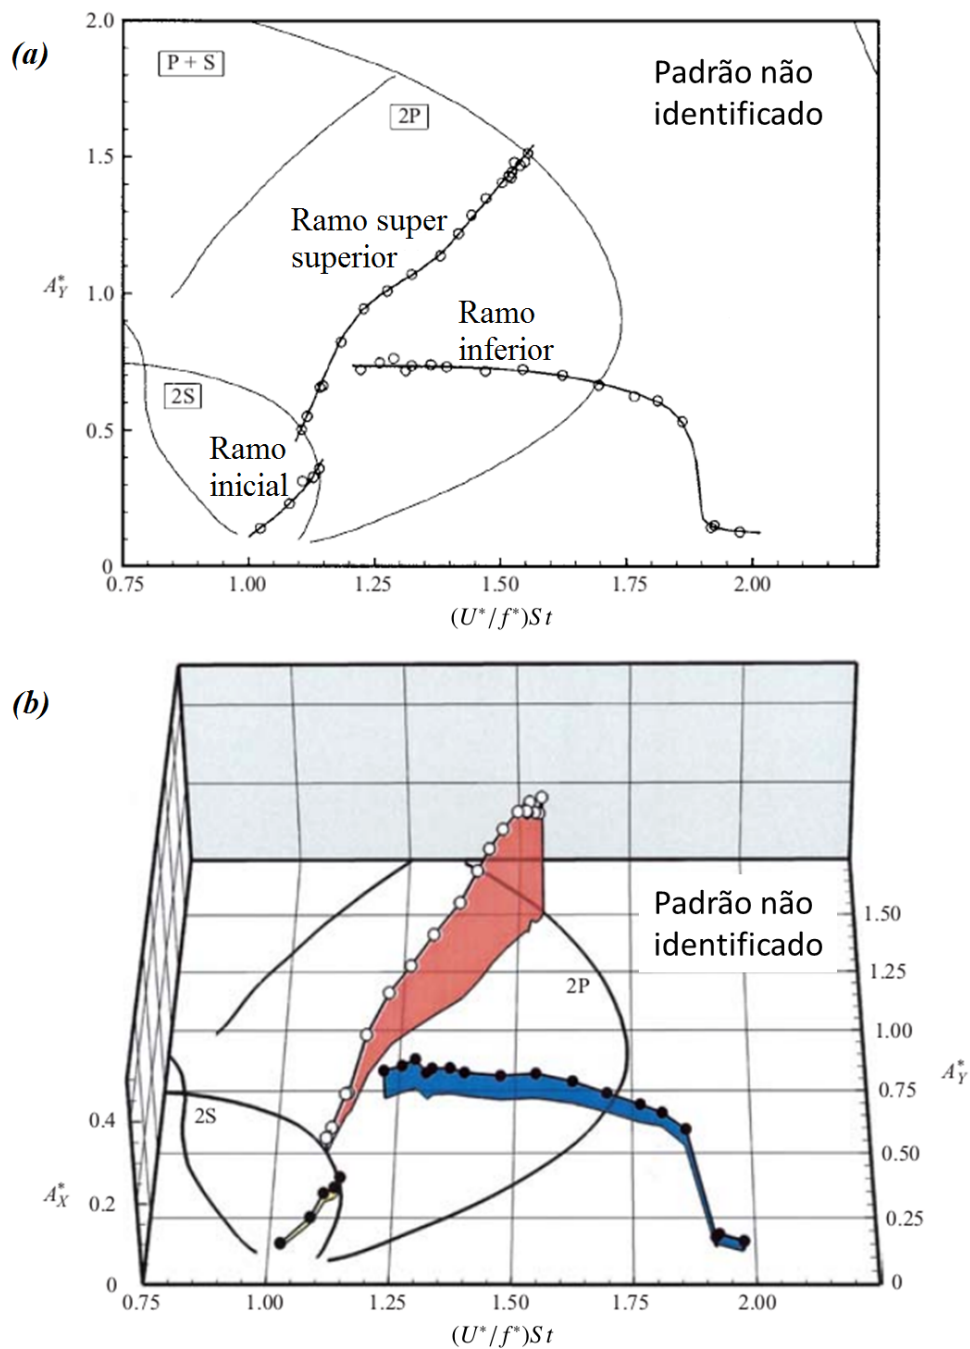 (a)
2.0
P + S
2P
Padrão não
identificado
1.5
Ramo super
superior
1.0
A*Y
Ramo
inferior
2S
0.5
Ramo
inicial
0
0.75
1.00
1.25
1.50
1.75
2.00
(U*/f*)St
(b)
Padrão não
identificado
1.50
2P
1.25
1.00
A*Y
0.75
2S
0.4
0.50
A*X
0.2
0.25
0
0
0.75
1.00
1.25
1.50
1.75
2.00
(U*/f*)St